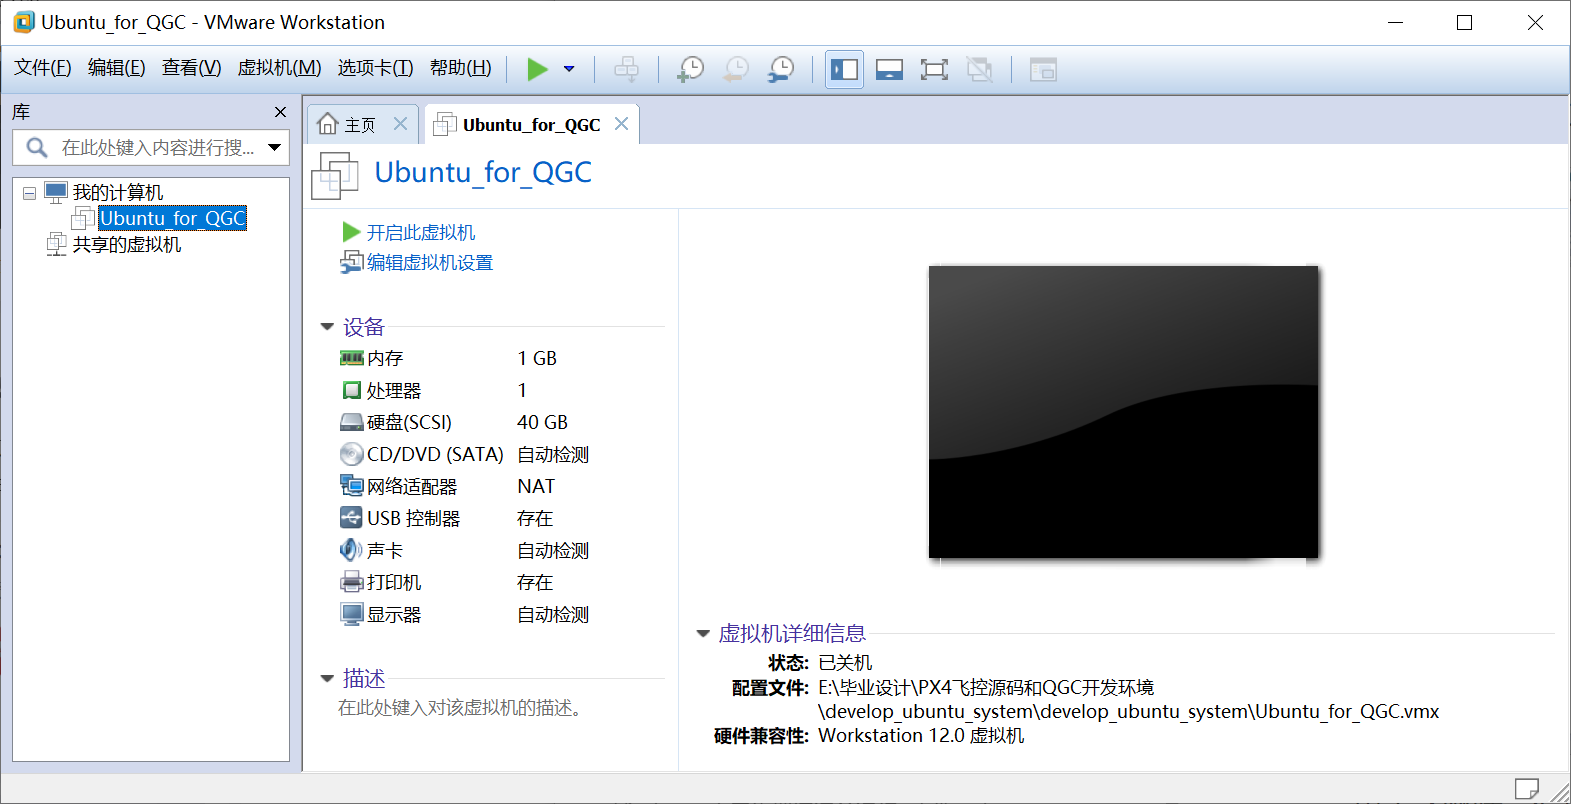 Ubuntu_for_QGC - VMware Workstation
文件(F) 编辑(E) 查看(V) 虚拟机(M) 选项卡(T) 帮助(H)
库
在此处键入内容进行搜...
我的计算机
Ubuntu_for_QGC
共享的虚拟机
主页
Ubuntu_for_QGC
Ubuntu_for_QGC
开启此虚拟机
编辑虚拟机设置
设备
内存 1 GB
处理器 1
硬盘(SCSI) 40 GB
CD/DVD (SATA) 自动检测
网络适配器 NAT
USB 控制器 存在
声卡 自动检测
打印机 存在
显示器 自动检测
描述
在此处键入对该虚拟机的描述。
虚拟机详细信息
状态: 已关机
配置文件: E:\毕业设计\PX4飞控源码和QGC开发环境
\develop_ubuntu_system\develop_ubuntu_system\Ubuntu_for_QGC.vmx
硬件兼容性: Workstation 12.0 虚拟机